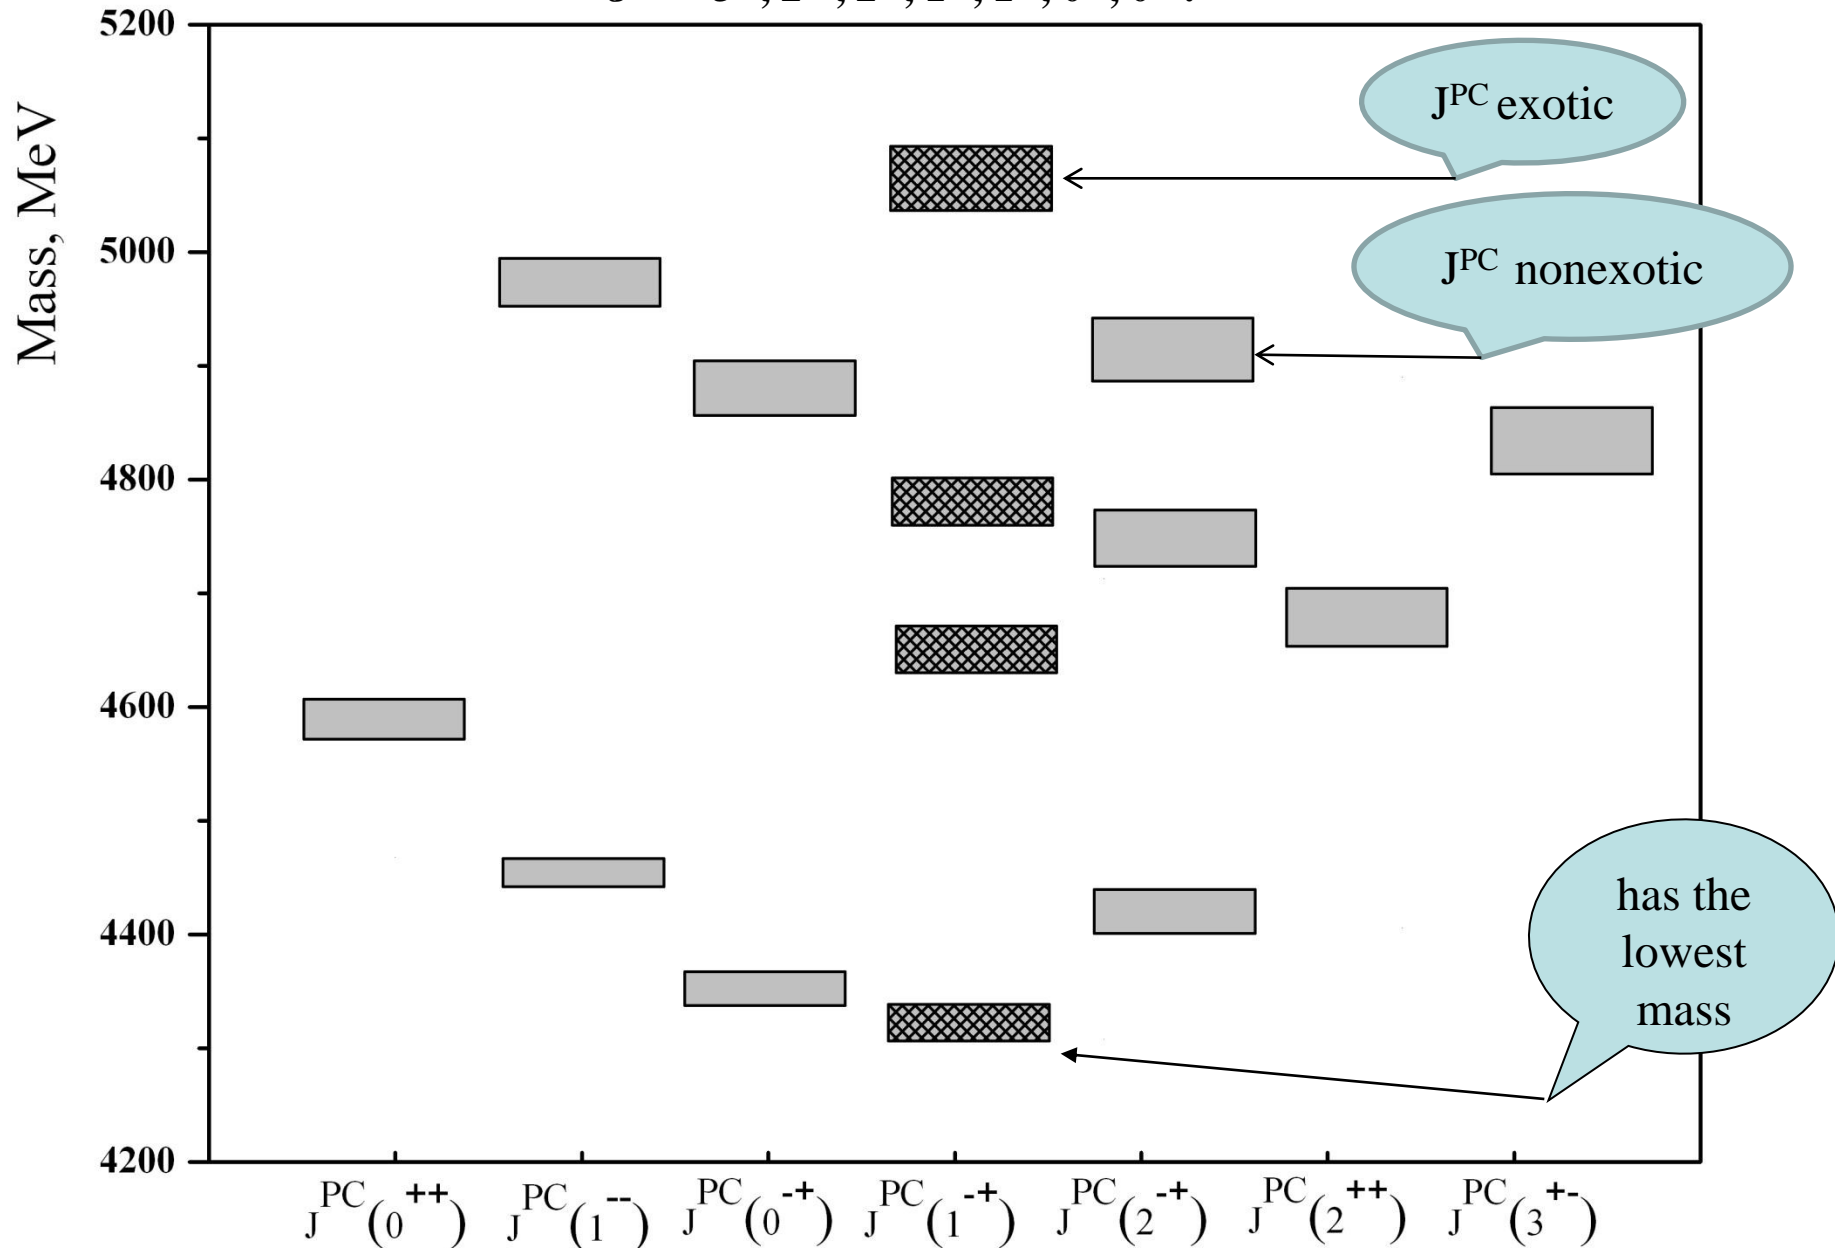 5200
5000
4800
4600
4400
4200
Mass, MeV
J^PC exotic
J^PC nonexotic
has the
lowest
mass
J^PC(0^++)
J^PC(1^--)
J^PC(0^-+)
J^PC(1^-+)
J^PC(2^-+)
J^PC(2^++)
J^PC(3^+-)